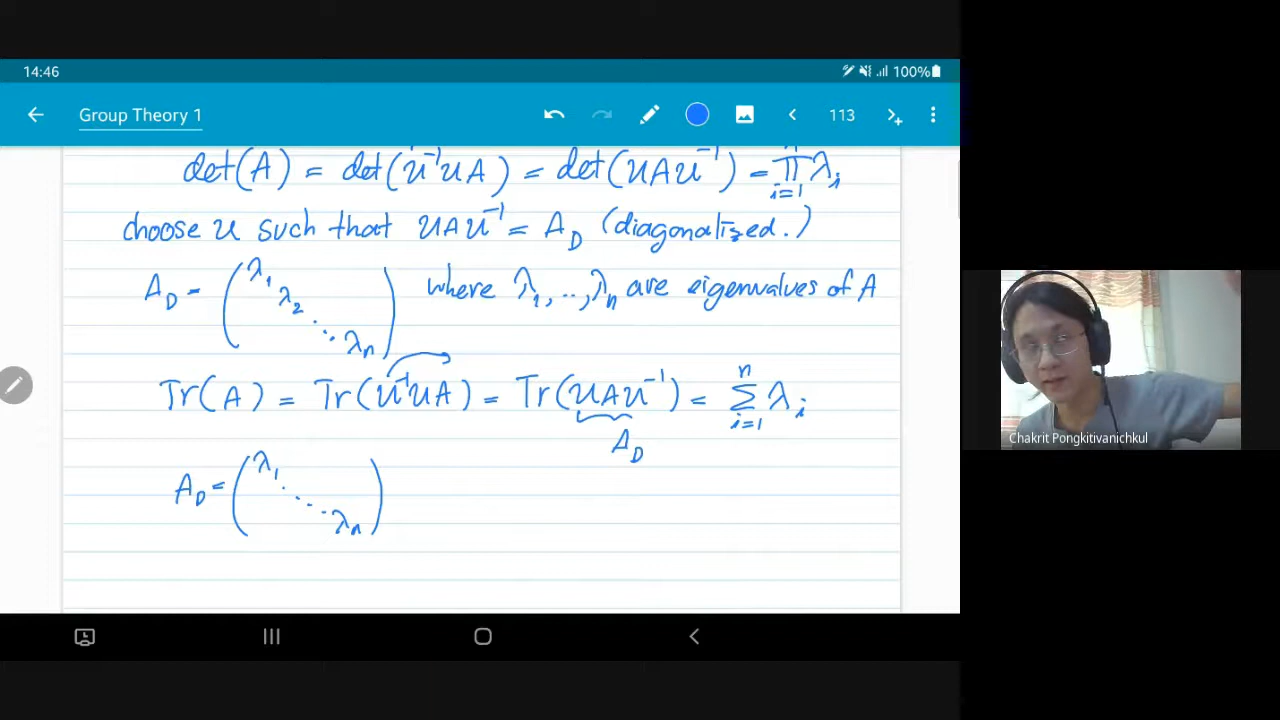 14:46
100%
Group Theory 1
113
det(A) = det(U⁻¹UA) = det(UAU⁻¹) = ∏ᵢ₌₁ⁿ λᵢ
choose U such that UAU⁻¹ = A_D (diagonalized.)
A_D = (λ₁ λ₂ ⋱ λₙ) where λ₁, .., λₙ are eigenvalues of A
Tr(A) = Tr(U⁻¹UA) = Tr(UAU⁻¹) = ∑ᵢ₌₁ⁿ λᵢ
A_D
A_D = (λ₁ ⋱ λₙ)
Chakrit Pongkitivanichkul